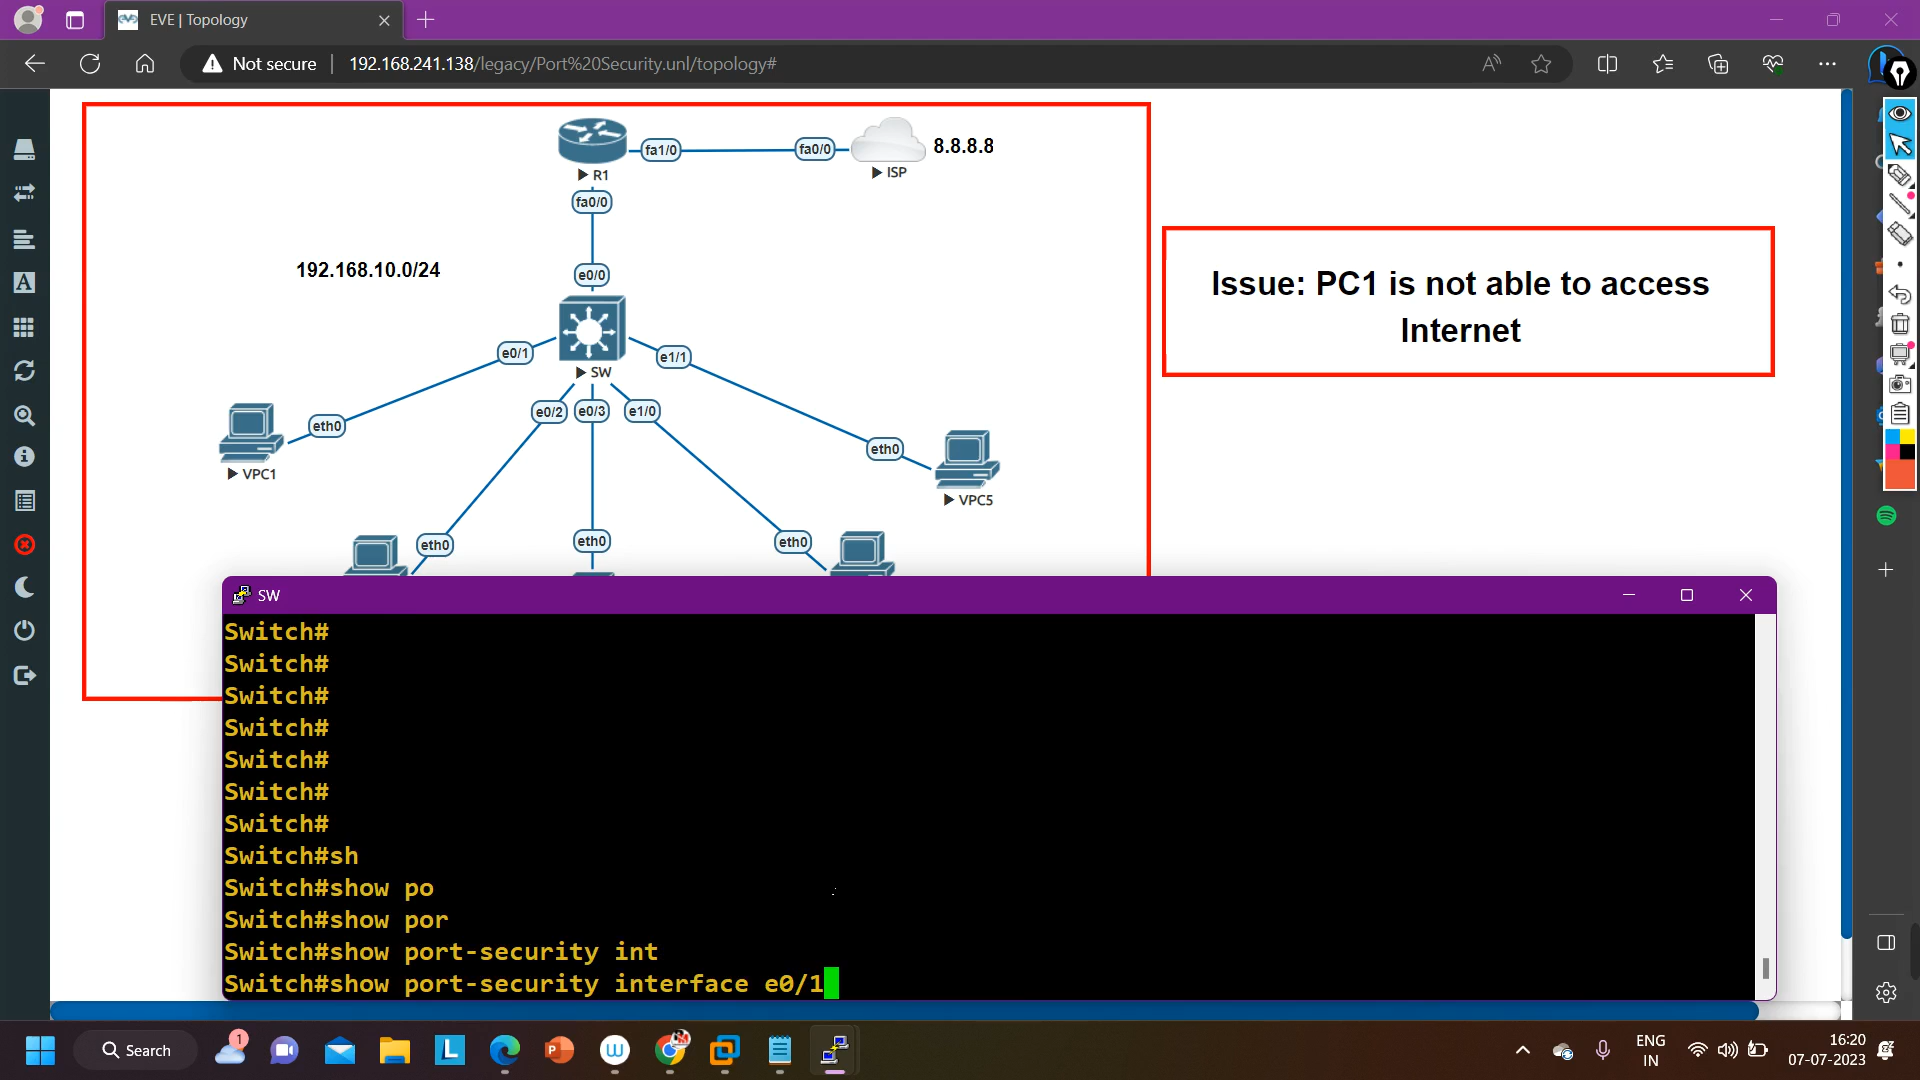 EVE | Topology
Not secure
192.168.241.138/legacy/Port%20Security.unl/topology#
fa1/0
fa0/0
8.8.8.8
R1
ISP
fa0/0
192.168.10.0/24
e0/0
Issue: PC1 is not able to access
Internet
e0/1
e1/1
SW
e0/2
e0/3
e1/0
eth0
eth0
VPC1
VPC5
eth0
eth0
eth0
SW
Switch#
Switch#
Switch#
Switch#
Switch#
Switch#
Switch#
Switch#sh
Switch#show po
Switch#show por
Switch#show port-security int
Switch#show port-security interface e0/1
Search
1
ENG
IN
16:20
07-07-2023